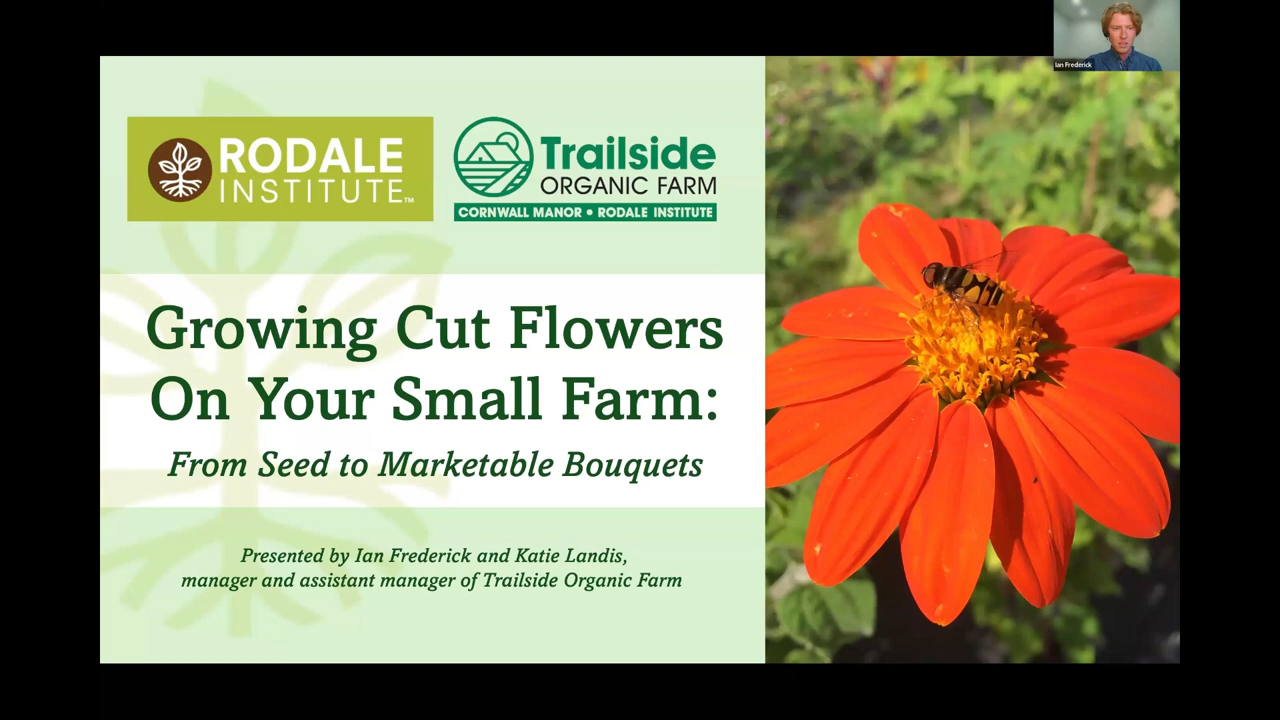 Ian Frederick
RODALE
INSTITUTE™
Trailside
ORGANIC FARM
CORNWALL MANOR • RODALE INSTITUTE
Growing Cut Flowers
On Your Small Farm:
From Seed to Marketable Bouquets
Presented by Ian Frederick and Katie Landis,
manager and assistant manager of Trailside Organic Farm